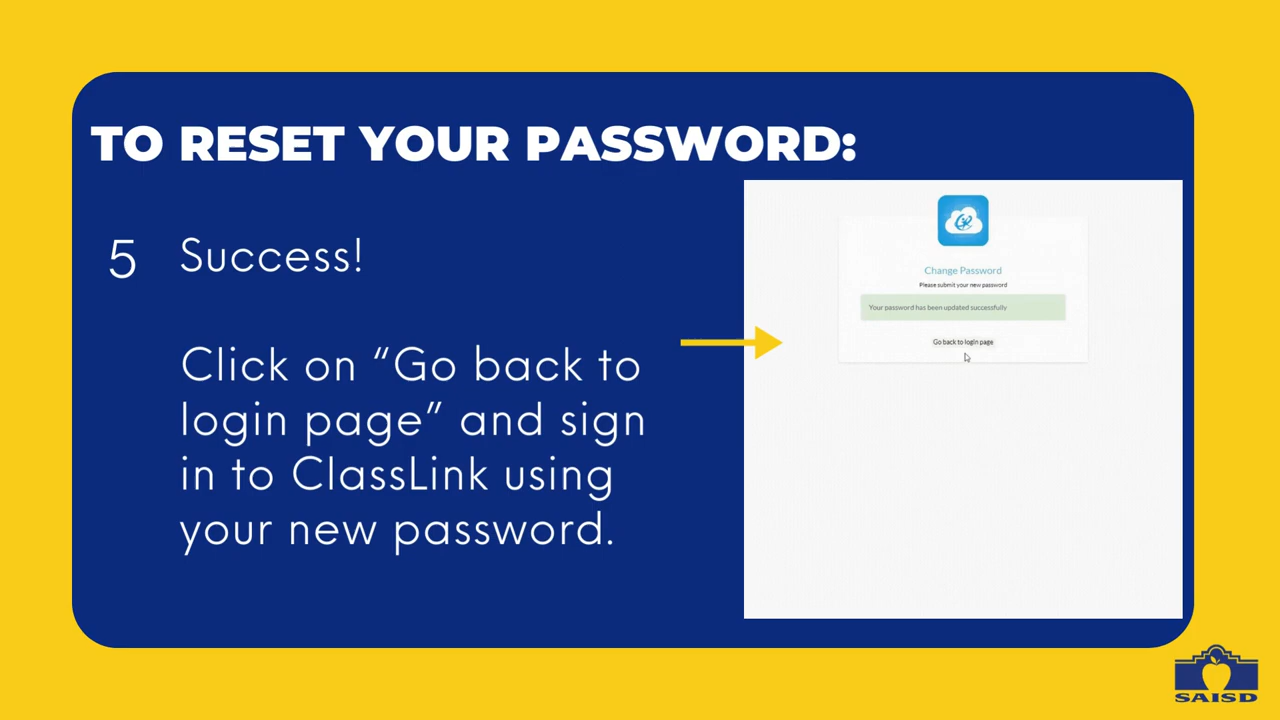 TO RESET YOUR PASSWORD:
5 Success!
Click on “Go back to
login page” and sign
in to ClassLink using
your new password.
Change Password
Please submit your new password
Your password has been updated successfully
Go back to login page
SAISD